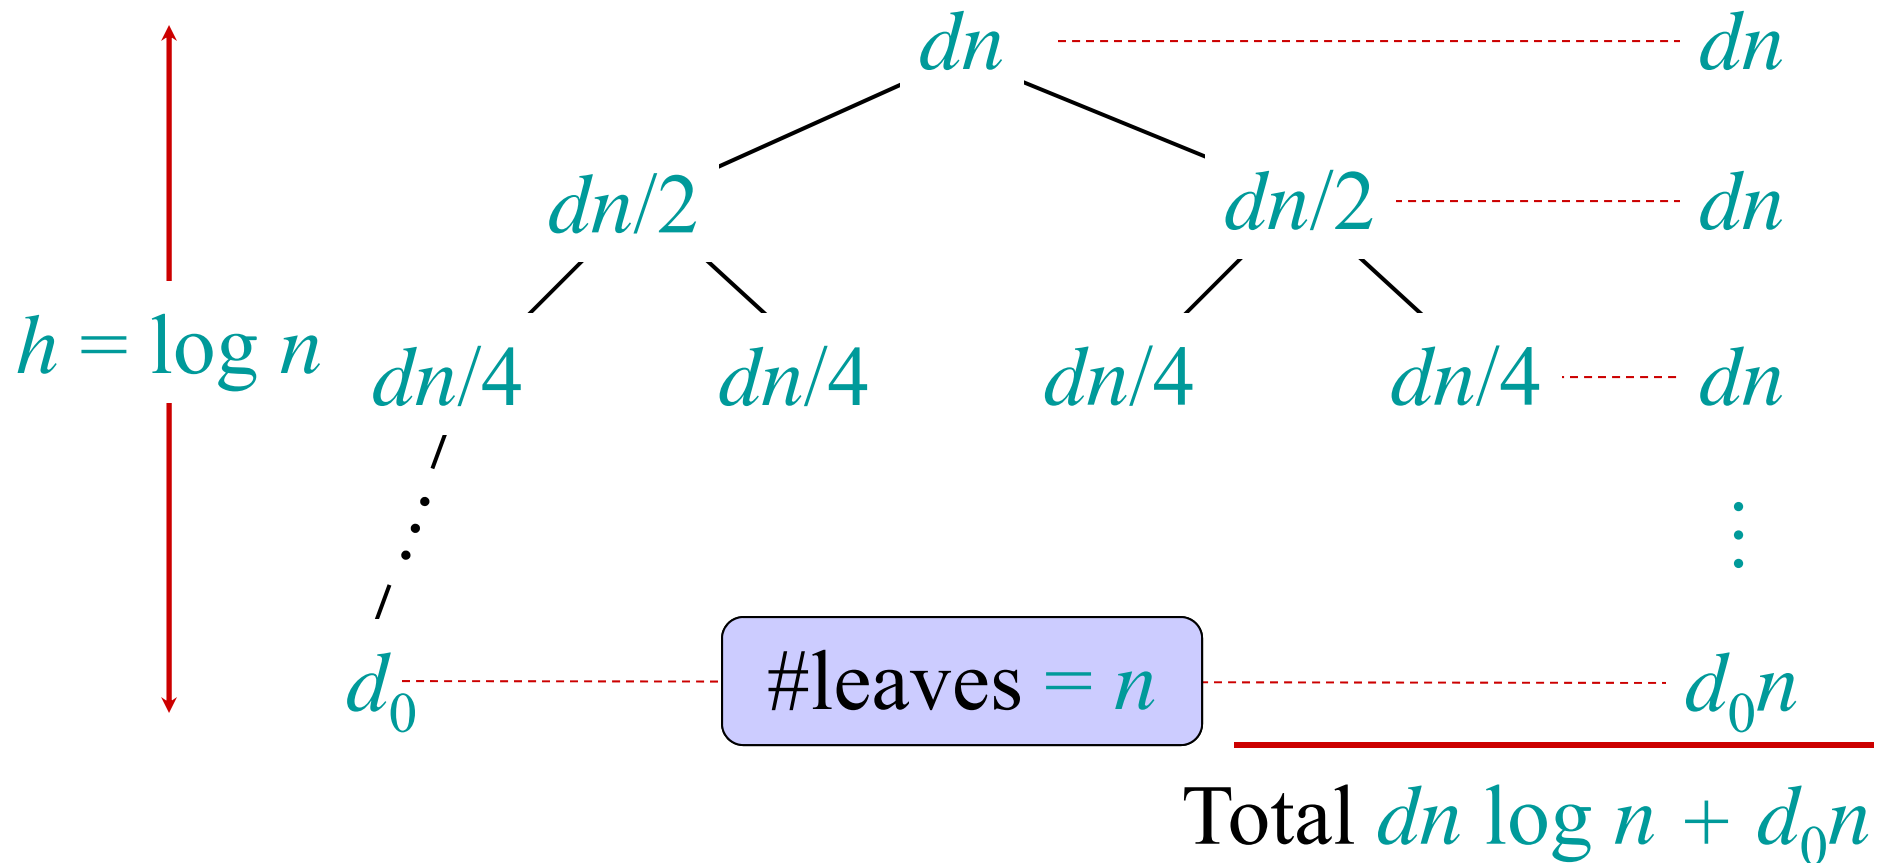 dn dn
dn/2 dn/2 dn
h = log n dn/4 dn/4 dn/4 dn/4 dn
d₀ #leaves = n d₀n
Total dn log n + d₀n